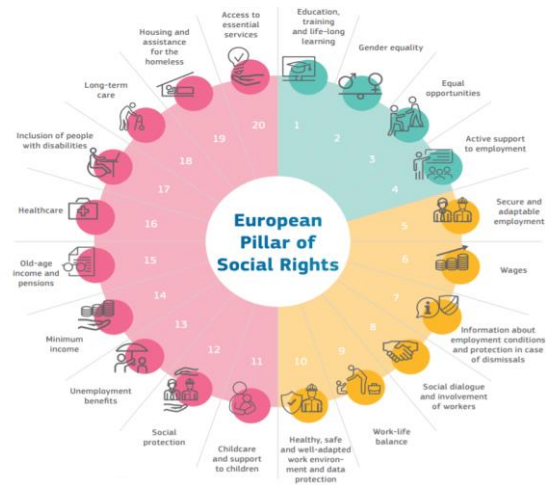 European
Pillar of
Social Rights
1
Education,
training
and life-long
learning
2
Gender equality
3
Equal
opportunities
4
Active support
to employment
5
Secure and
adaptable
employment
6
Wages
7
Information about
employment conditions
and protection in case
of dismissals
8
Social dialogue
and involvement
of workers
9
Work-life
balance
10
Healthy, safe
and well-adapted
work environ-
ment and data
protection
11
Childcare
and support
to children
12
Social
protection
13
Unemployment
benefits
14
Minimum
income
15
Old-age
income and
pensions
16
Healthcare
17
Inclusion of people
with disabilities
18
Long-term
care
19
Housing and
assistance
for the
homeless
20
Access to
essential
services